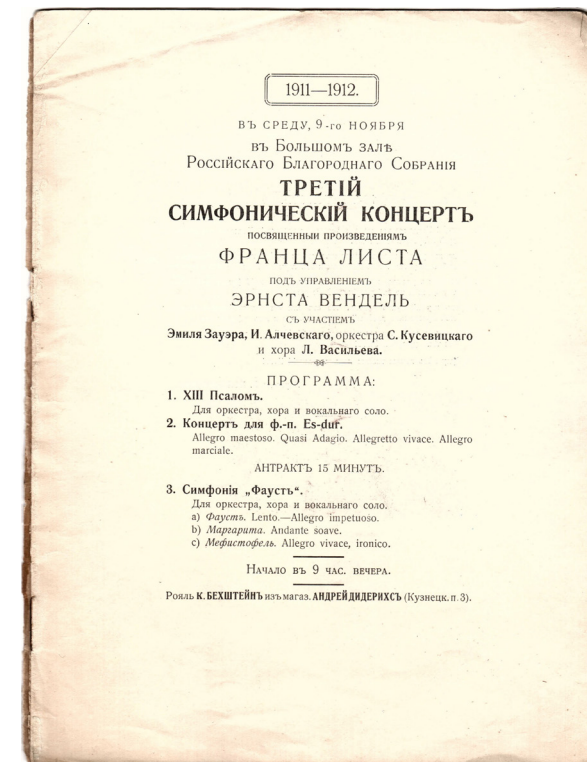 1911—1912.
ВЪ СРЕДУ, 9-го НОЯБРЯ
въ Большомъ залѣ
Россійскаго Благороднаго Собранія
ТРЕТІЙ
СИМФОНИЧЕСКІЙ КОНЦЕРТЪ
ПОСВЯЩЕННЫИ ПРОИЗВЕДЕНІЯМЪ
ФРАНЦА ЛИСТА
ПОДЪ УПРАВЛЕНІЕМЪ
ЭРНСТА ВЕНДЕЛЬ
СЪ УЧАСТІЕМЪ
Эмиля Зауэра, И. Алчевскаго, оркестра С. Кусевицкаго
и хора Л. Васильева.
ПРОГРАММА:
1. XIII Псаломъ.
Для оркестра, хора и вокальнаго соло.
2. Концертъ для ф.-п. Es-dur.
Allegro maestoso. Quasi Adagio. Allegretto vivace. Allegro
marciale.
АНТРАКТЪ 15 МИНУТЪ.
3. Симфонія „Фаустъ“.
Для оркестра, хора и вокальнаго соло.
a) Фаустъ. Lento.—Allegro impetuoso.
b) Маргарита. Andante soave.
c) Мефистофель. Allegro vivace, ironico.
Начало въ 9 час. вечера.
Рояль К. БЕХШТЕЙНЪ изъ магаз. АНДРЕЙ ДИДЕРИХСЪ (Кузнецк. п. 3).